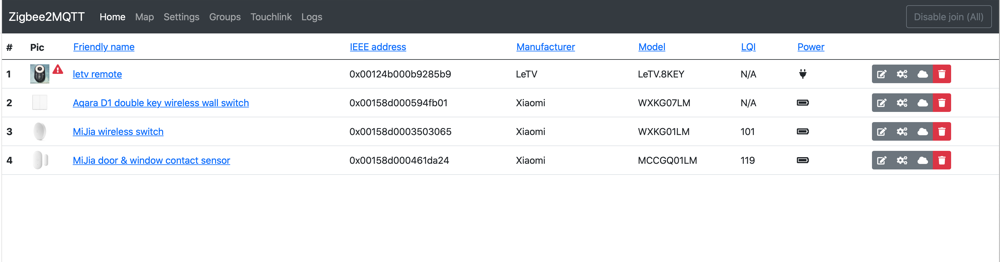 Zigbee2MQTT Home Map Settings Groups Touchlink Logs Disable join (All)
# Pic Friendly name IEEE address Manufacturer Model LQI Power
1 letv remote 0x00124b000b9285b9 LeTV LeTV.8KEY N/A
2 Aqara D1 double key wireless wall switch 0x00158d000594fb01 Xiaomi WXKG07LM N/A
3 MiJia wireless switch 0x00158d0003503065 Xiaomi WXKG01LM 101
4 MiJia door & window contact sensor 0x00158d000461da24 Xiaomi MCCGQ01LM 119